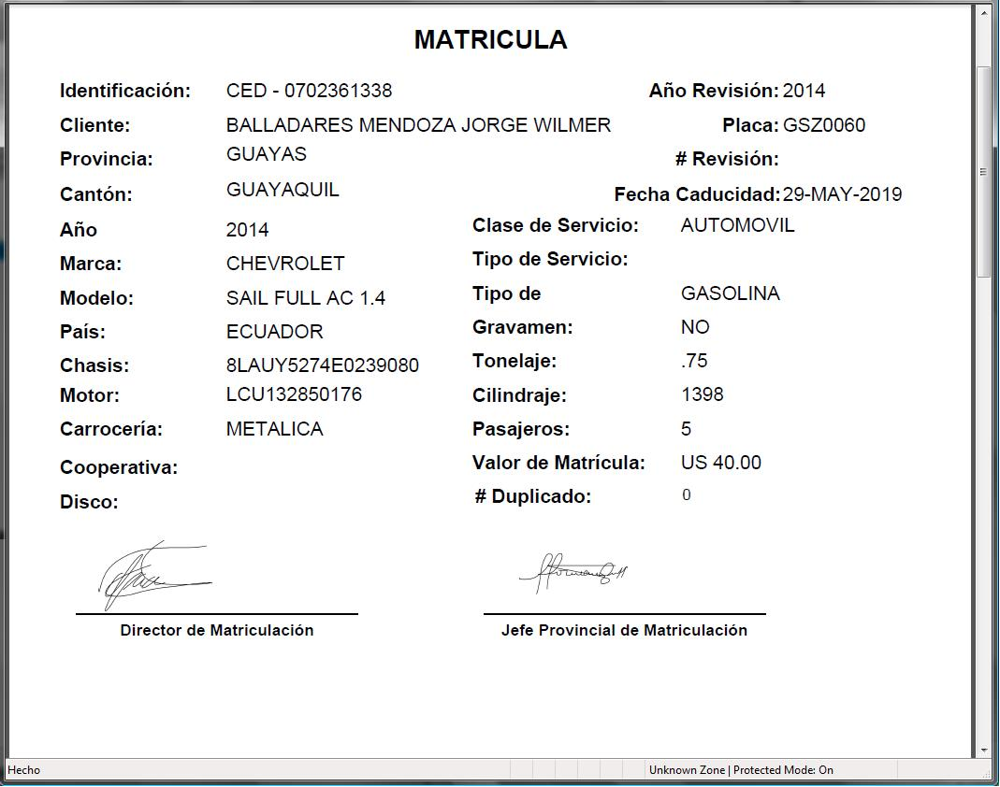 MATRICULA
Identificación: CED - 0702361338 Año Revisión: 2014
Cliente: BALLADARES MENDOZA JORGE WILMER Placa: GSZ0060
Provincia: GUAYAS # Revisión:
Cantón: GUAYAQUIL Fecha Caducidad: 29-MAY-2019
Año 2014 Clase de Servicio: AUTOMOVIL
Marca: CHEVROLET Tipo de Servicio:
Modelo: SAIL FULL AC 1.4 Tipo de GASOLINA
País: ECUADOR Gravamen: NO
Chasis: 8LAUY5274E0239080 Tonelaje: .75
Motor: LCU132850176 Cilindraje: 1398
Carrocería: METALICA Pasajeros: 5
Cooperativa: Valor de Matrícula: US 40.00
Disco: # Duplicado: 0
Director de Matriculación Jefe Provincial de Matriculación
Hecho Unknown Zone | Protected Mode: On